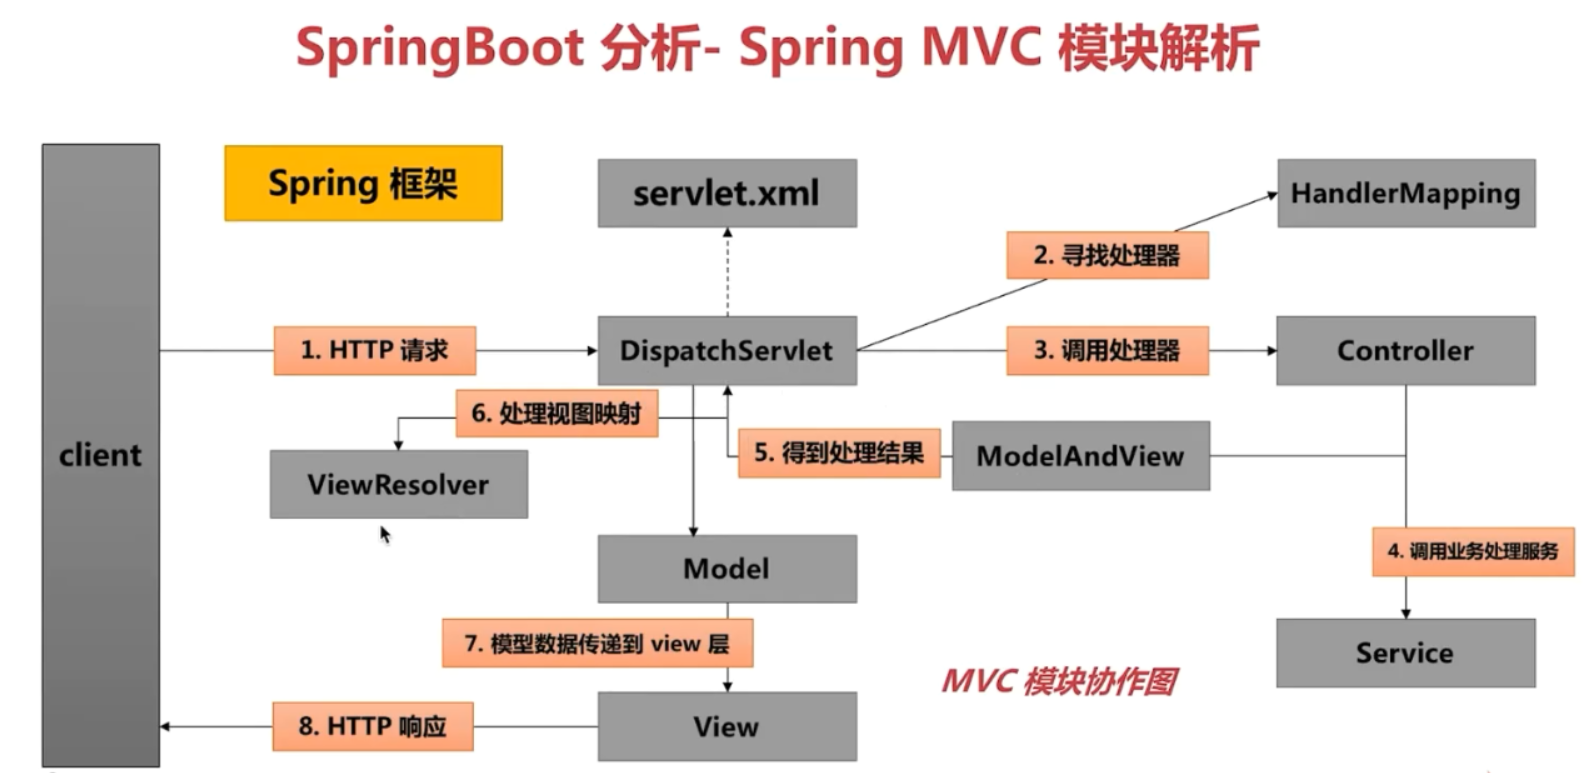 SpringBoot 分析- Spring MVC 模块解析
Spring 框架
servlet.xml
HandlerMapping
2. 寻找处理器
1. HTTP 请求
DispatchServlet
3. 调用处理器
Controller
6. 处理视图映射
5. 得到处理结果
ModelAndView
client
ViewResolver
4. 调用业务处理服务
Model
7. 模型数据传递到 view 层
Service
MVC 模块协作图
8. HTTP 响应
View